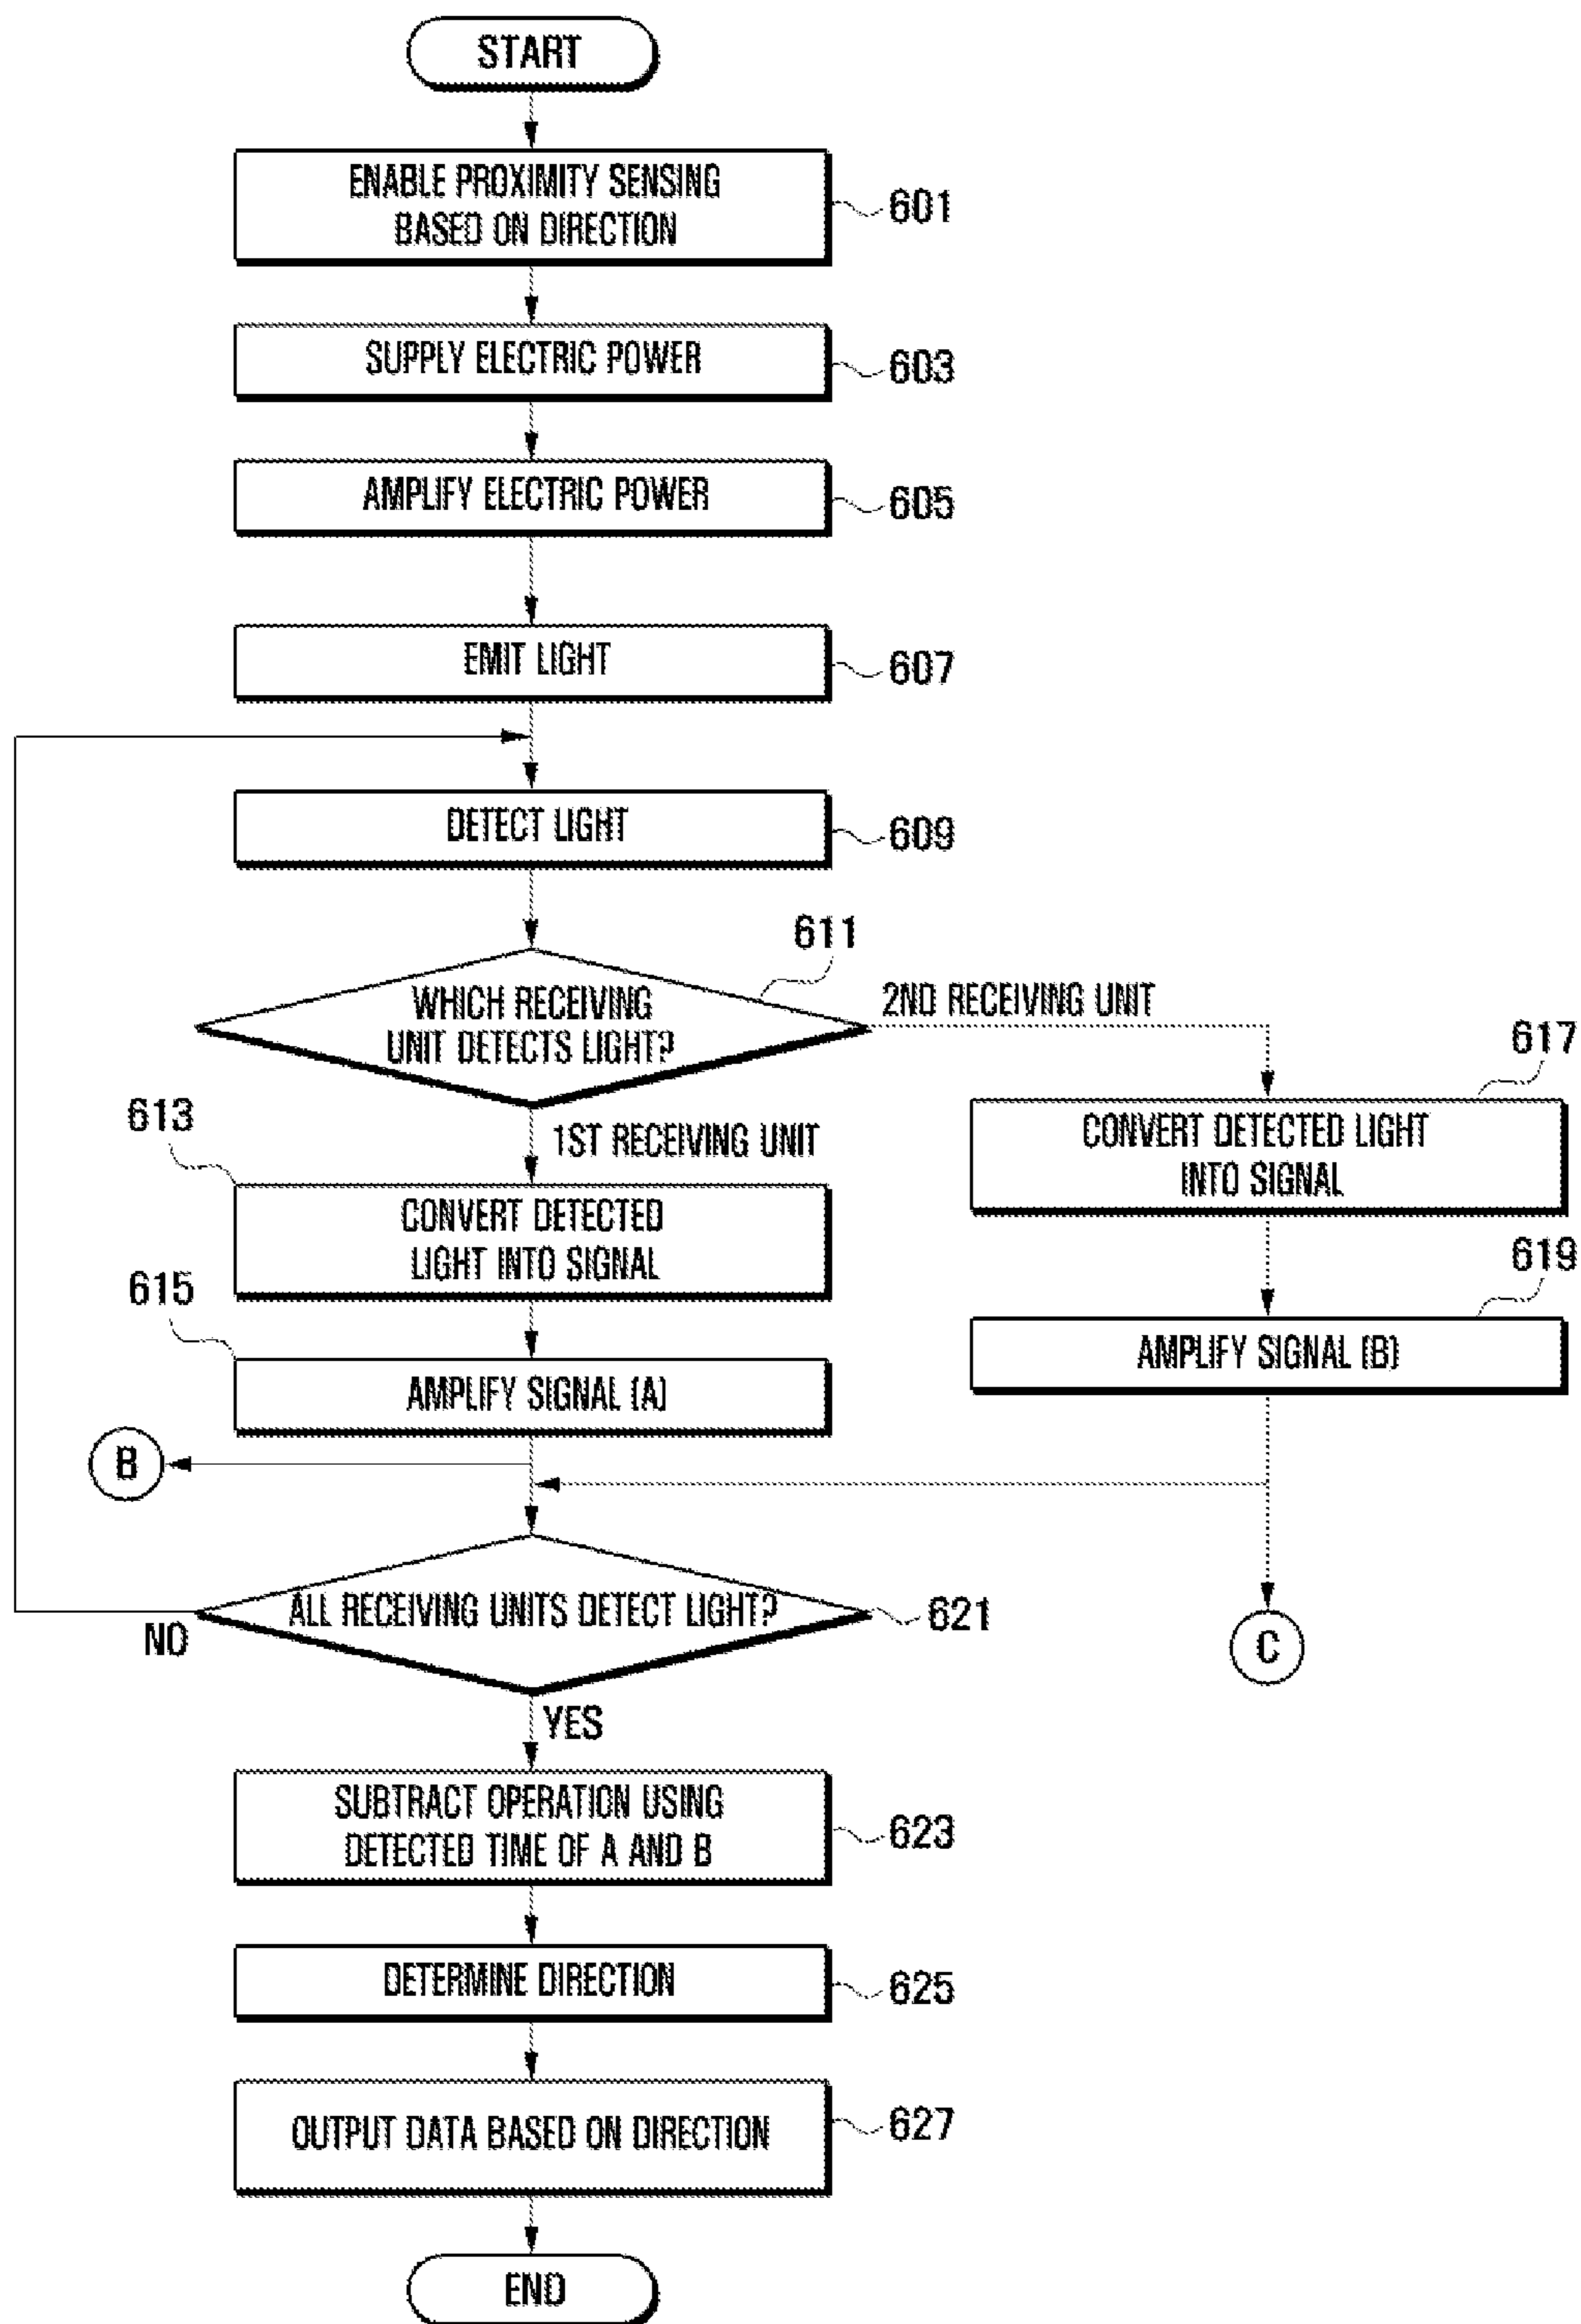 START
ENABLE PROXIMITY SENSING
BASED ON DIRECTION
601
SUPPLY ELECTRIC POWER
603
AMPLIFY ELECTRIC POWER
605
EMIT LIGHT
607
DETECT LIGHT
609
611
WHICH RECEIVING
UNIT DETECTS LIGHT?
2ND RECEIVING UNIT
617
CONVERT DETECTED LIGHT
INTO SIGNAL
613
1ST RECEIVING UNIT
CONVERT DETECTED
LIGHT INTO SIGNAL
619
AMPLIFY SIGNAL (B)
615
AMPLIFY SIGNAL (A)
B
ALL RECEIVING UNITS DETECT LIGHT?
621
NO
C
YES
SUBTRACT OPERATION USING
DETECTED TIME OF A AND B
623
DETERMINE DIRECTION
625
OUTPUT DATA BASED ON DIRECTION
627
END